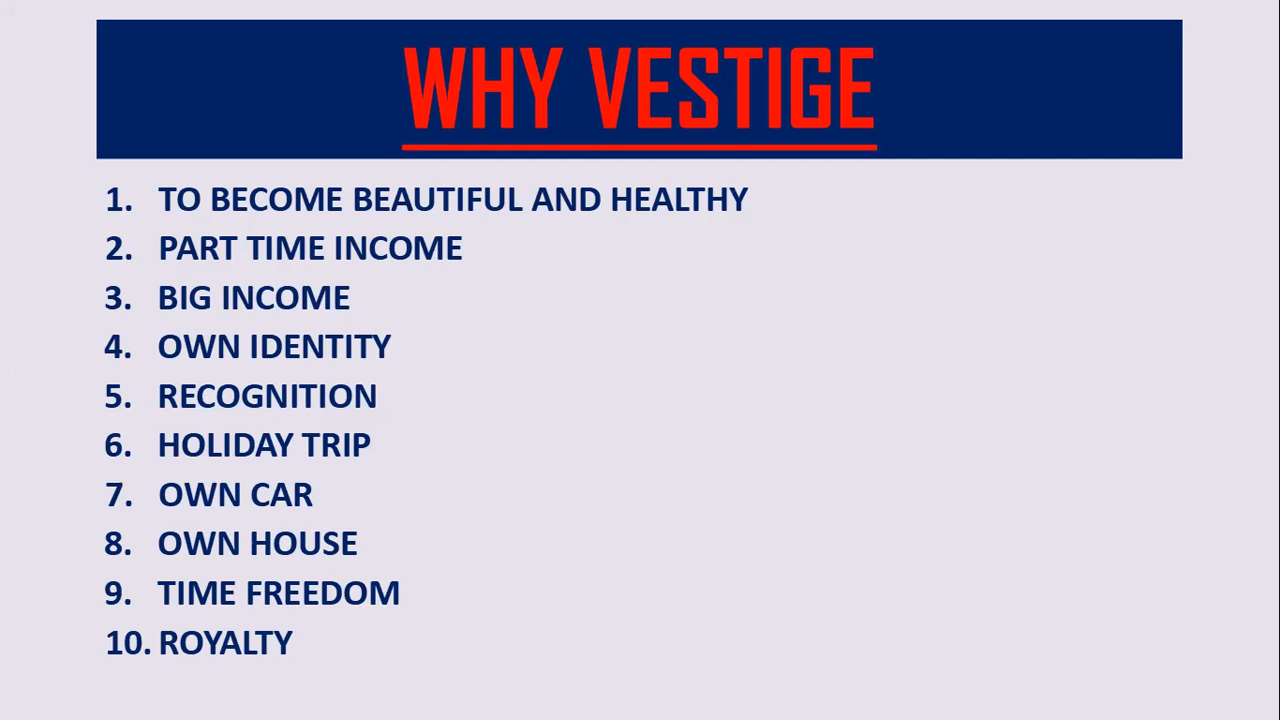 WHY VESTIGE
1. TO BECOME BEAUTIFUL AND HEALTHY
2. PART TIME INCOME
3. BIG INCOME
4. OWN IDENTITY
5. RECOGNITION
6. HOLIDAY TRIP
7. OWN CAR
8. OWN HOUSE
9. TIME FREEDOM
10. ROYALTY